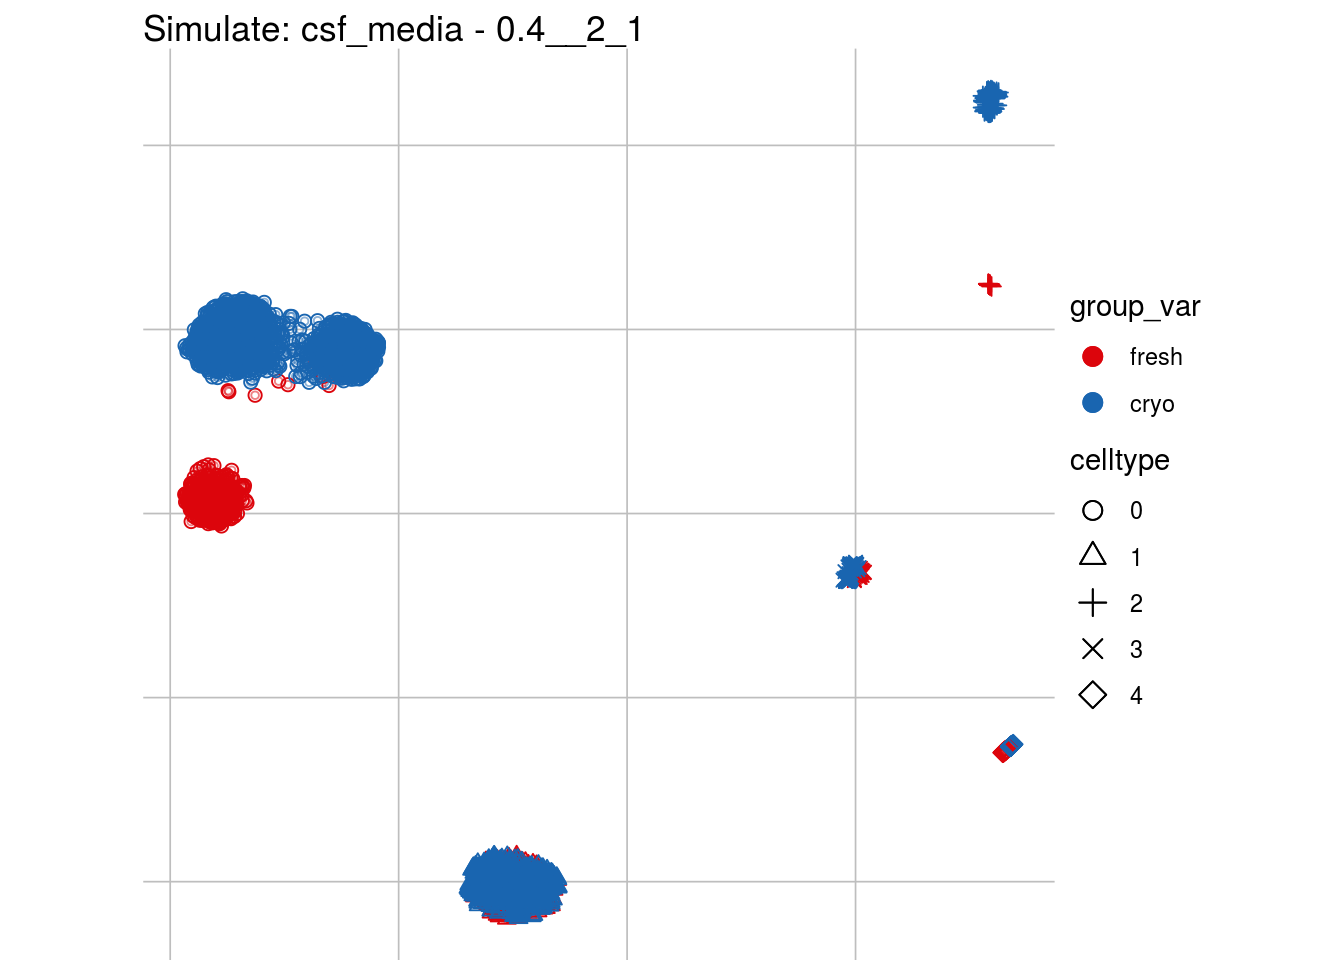 Simulate: csf_media - 0.4__2_1
group_var
fresh
cryo
celltype
0
1
2
3
4